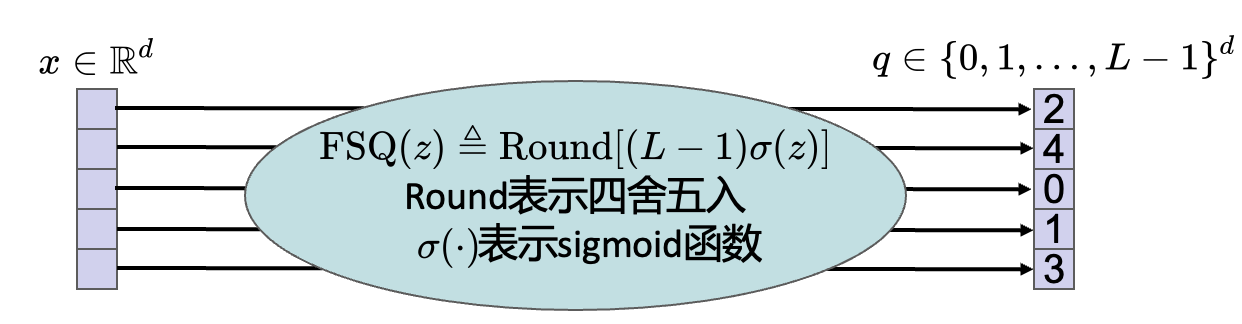 x ∈ ℝ^d
q ∈ {0, 1, …, L − 1}^d
FSQ(z) ≜ Round[(L − 1)σ(z)]
Round表示四舍五入
σ(·)表示sigmoid函数
2
4
0
1
3